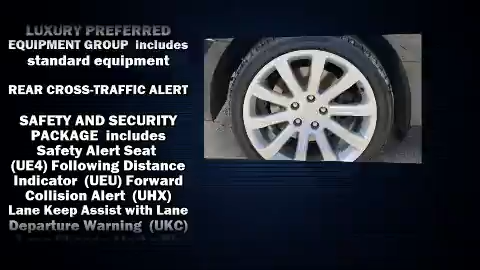 LUXURY PREFERRED
EQUIPMENT GROUP includes
standard equipment
REAR CROSS-TRAFFIC ALERT
SAFETY AND SECURITY
PACKAGE includes
Safety Alert Seat
(UE4) Following Distance
Indicator (UEU) Forward
Collision Alert (UHX)
Lane Keep Assist with Lane
Departure Warning (UKC)